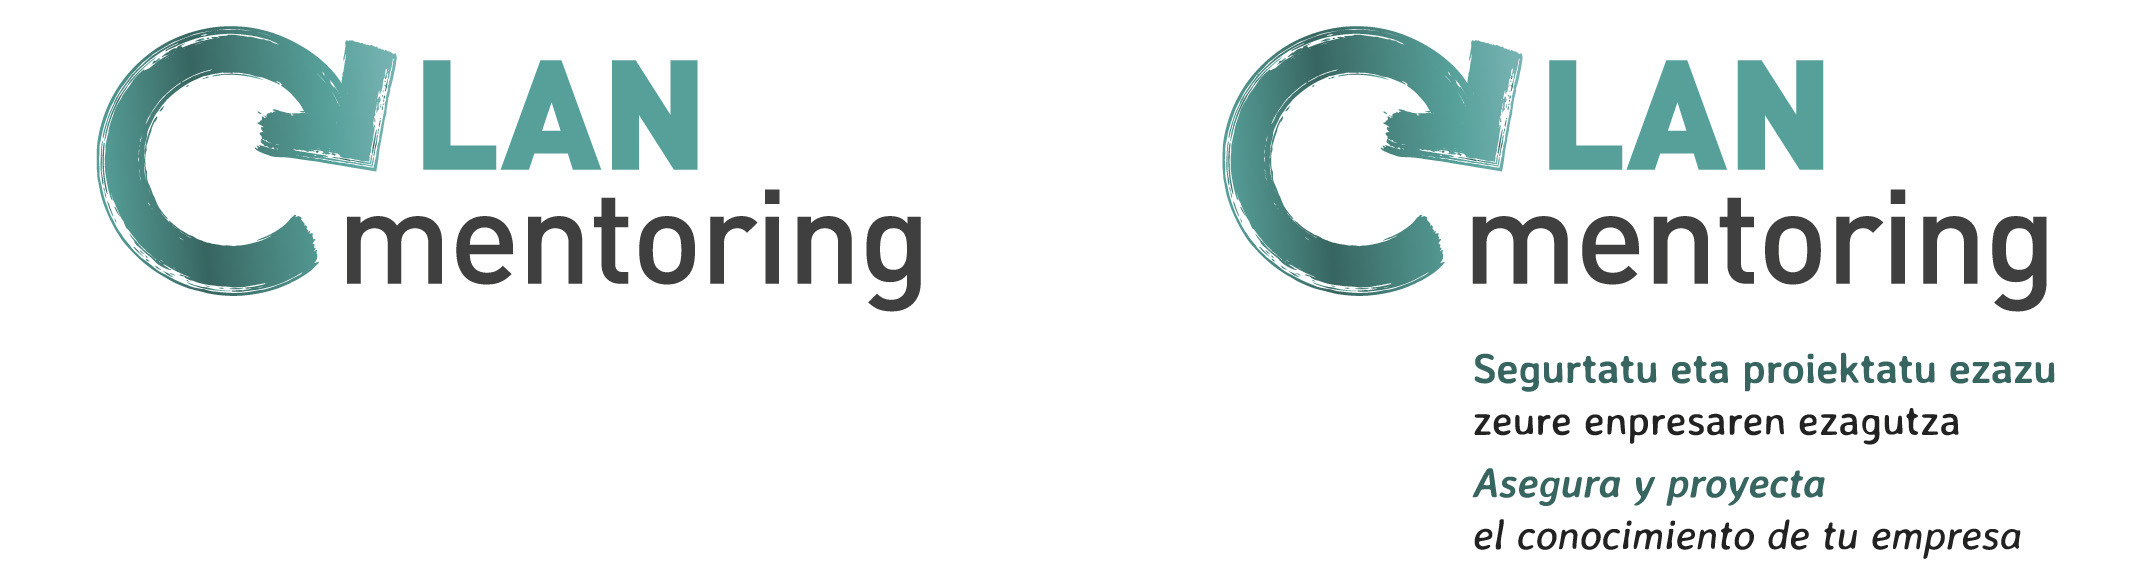 LAN
mentoring
LAN
mentoring
Segurtatu eta proiektatu ezazu
zeure enpresaren ezagutza
Asegura y proyecta
el conocimiento de tu empresa